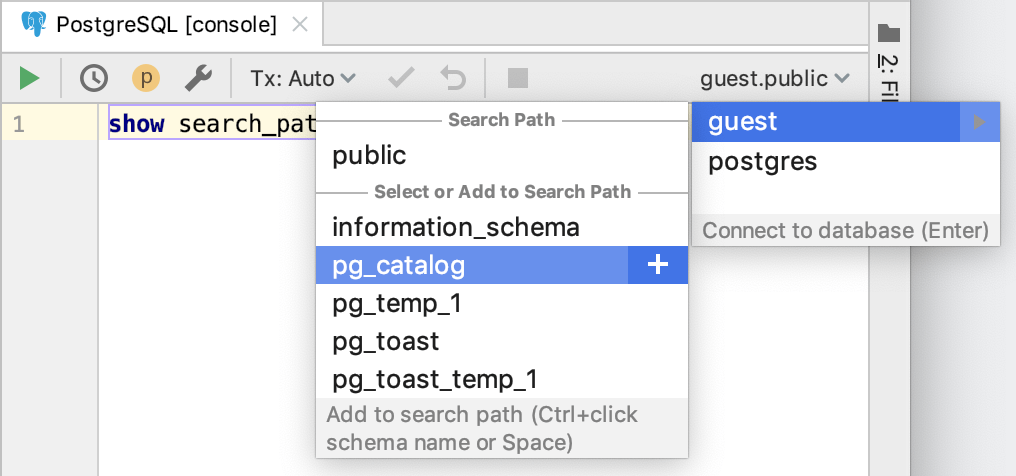 PostgreSQL [console]
p
Tx: Auto
guest.public
2: Fil
1
show search_pat
Search Path
public
Select or Add to Search Path
information_schema
pg_catalog
pg_temp_1
pg_toast
pg_toast_temp_1
Add to search path (Ctrl+click
schema name or Space)
guest
postgres
Connect to database (Enter)